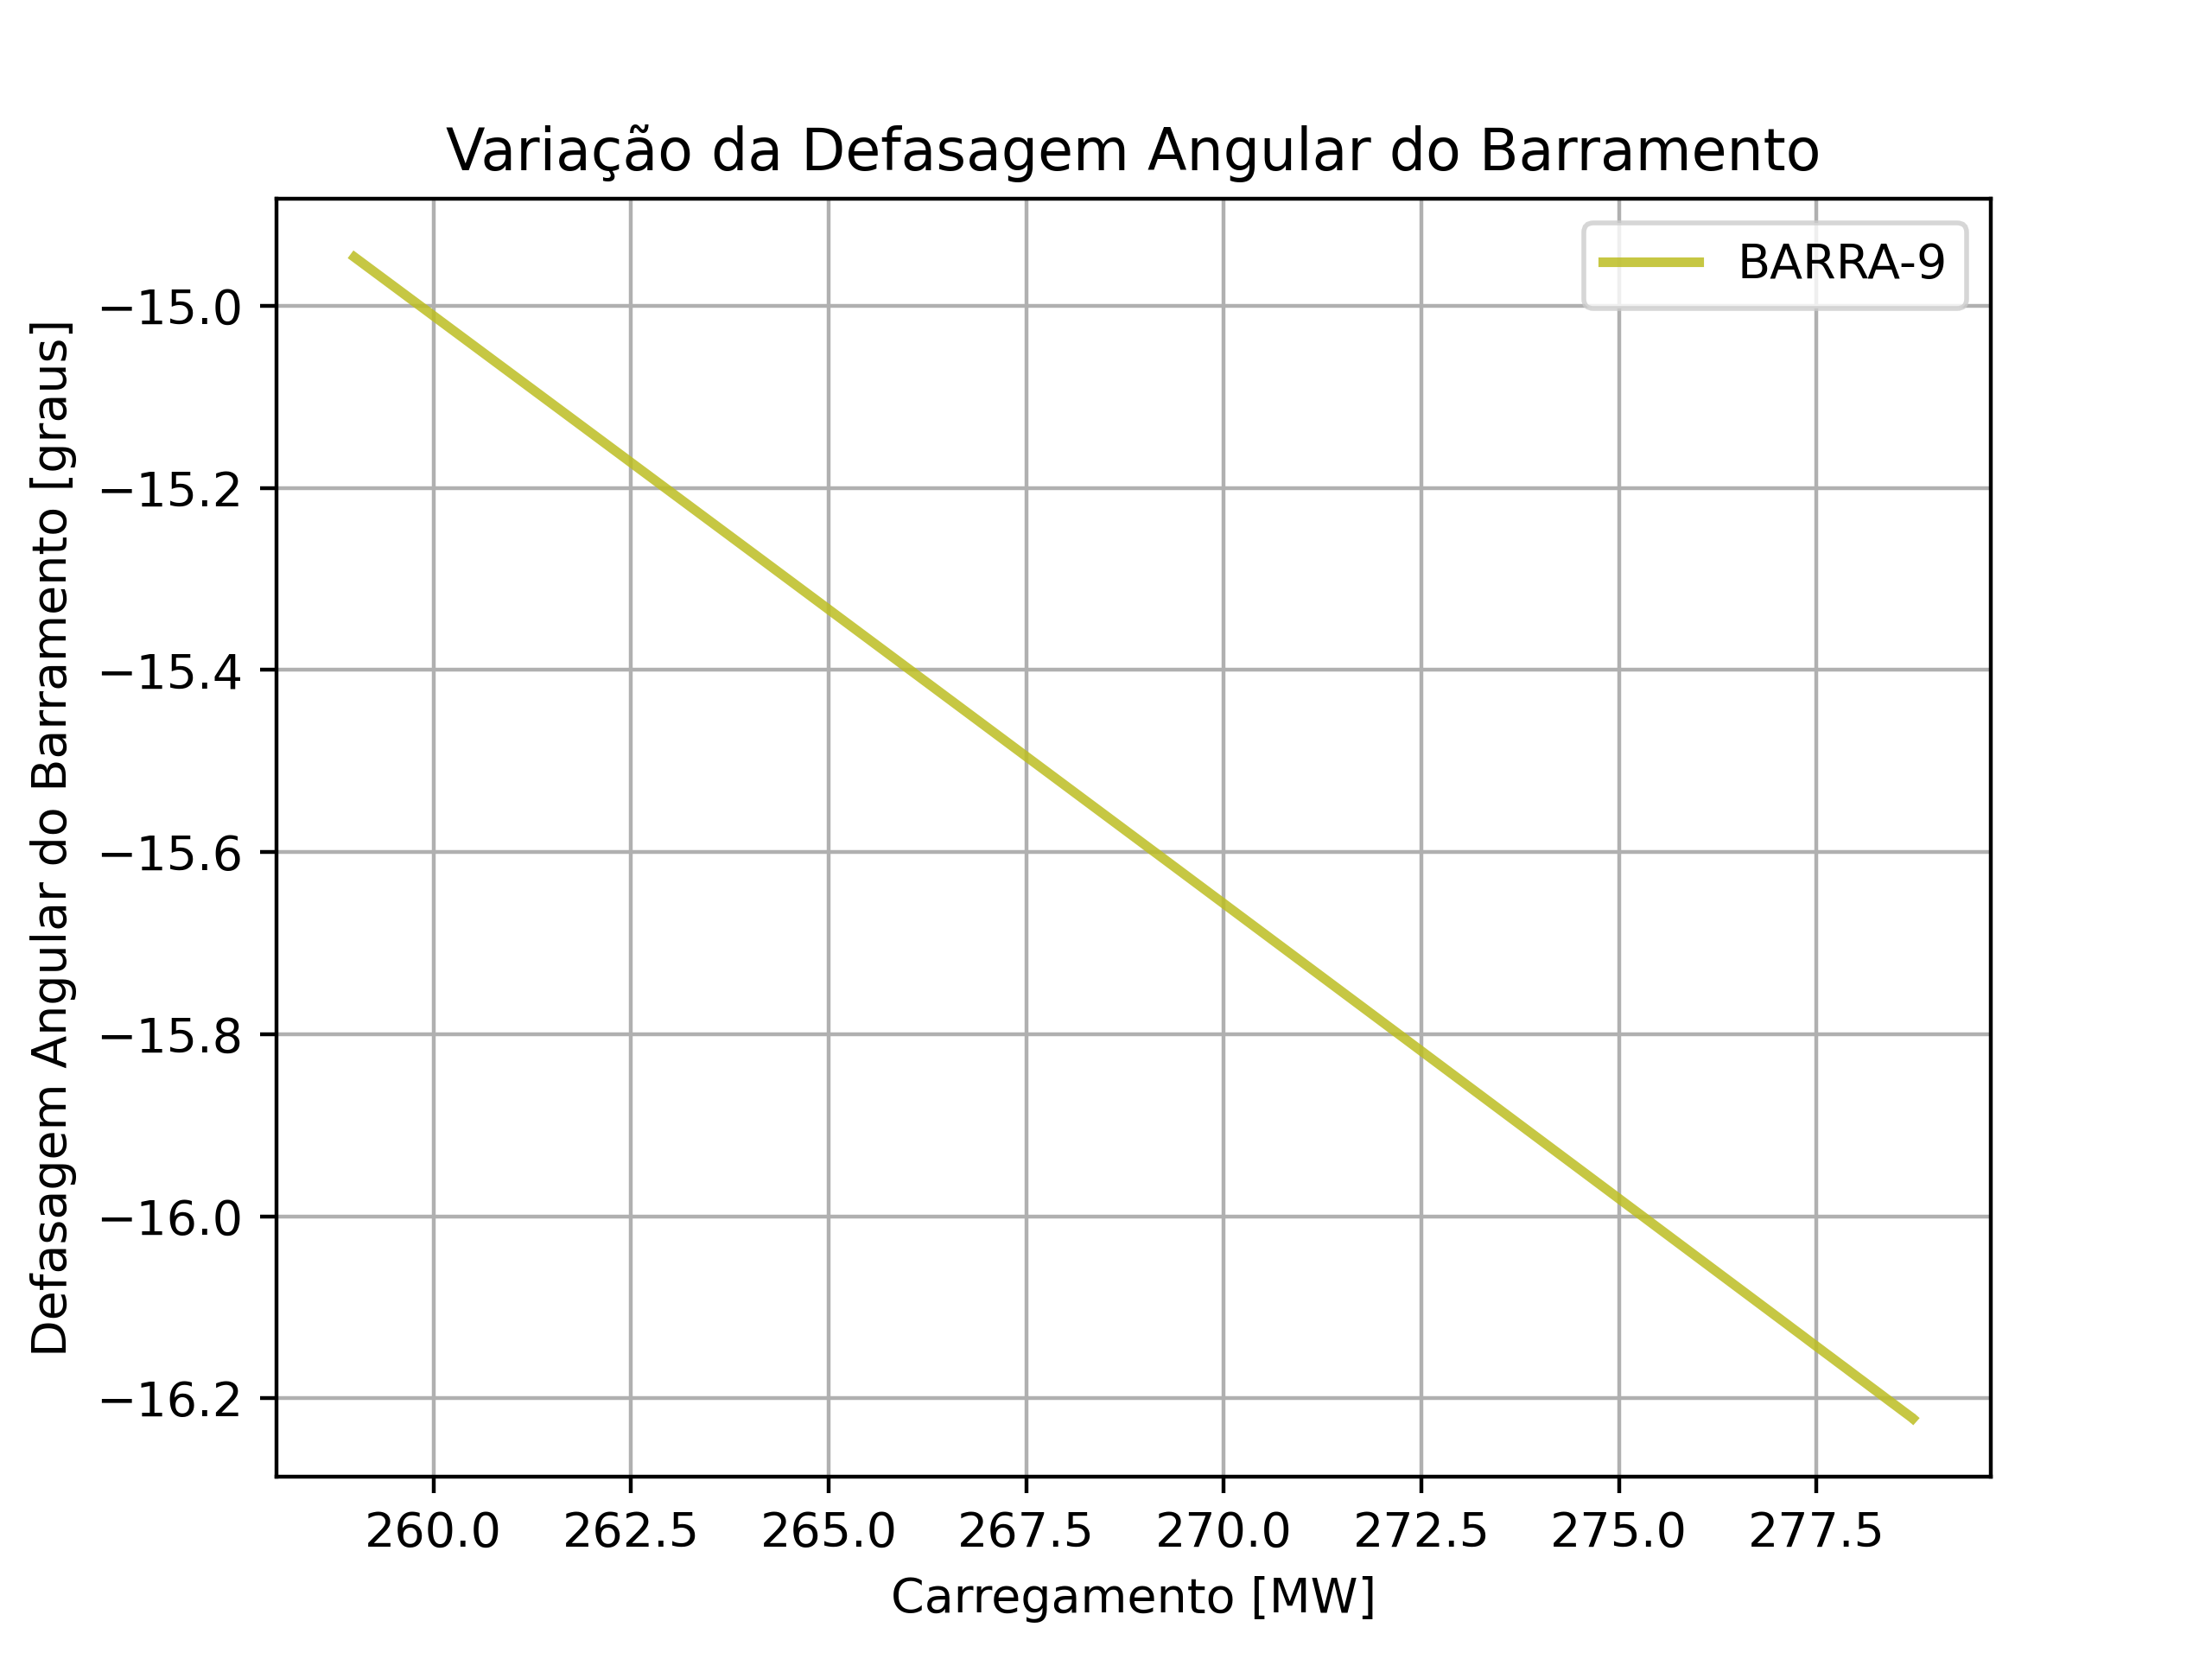 Variação da Defasagem Angular do Barramento
BARRA-9
Defasagem Angular do Barramento [graus]
−15.0
−15.2
−15.4
−15.6
−15.8
−16.0
−16.2
260.0 262.5 265.0 267.5 270.0 272.5 275.0 277.5
Carregamento [MW]